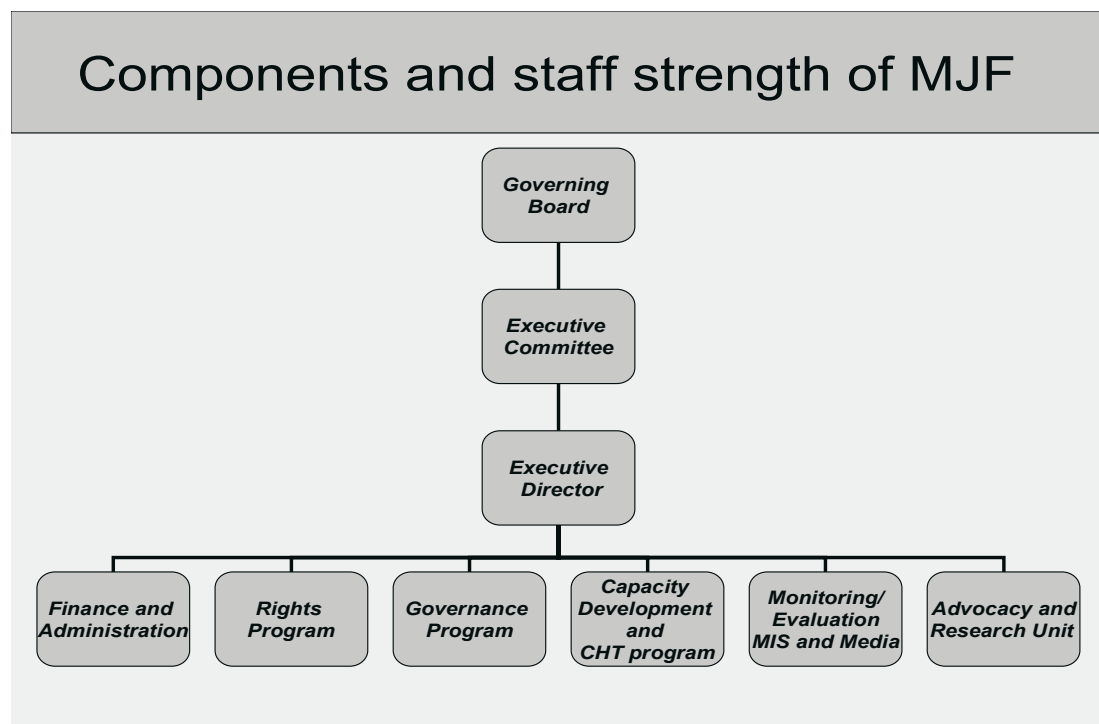 Components and staff strength of MJF
Governing
Board
Executive
Committee
Executive
Director
Finance and
Administration
Rights
Program
Governance
Program
Capacity
Development
and
CHT program
Monitoring/
Evaluation
MIS and Media
Advocacy and
Research Unit